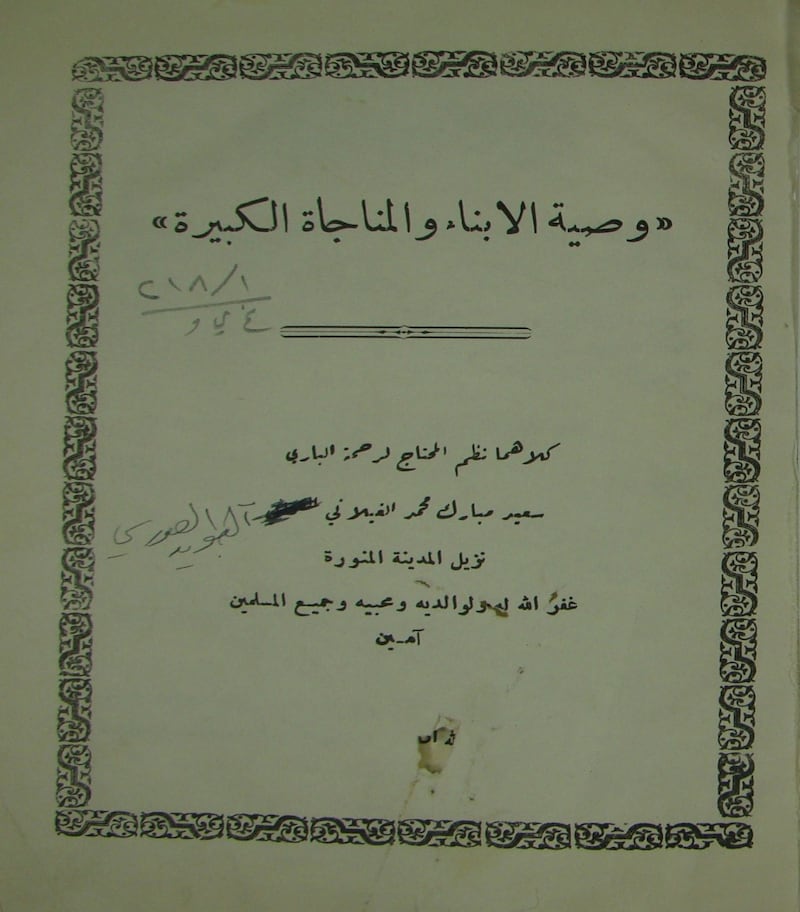 «وصية الابناء والمناجاة الكبيرة»
٢١٨/١
غ ي و
كلاهما نظم المحتاج لرحمة الباري
سعيد مبارك محمد الفيلاني
نزيل المدينة المنورة
غفر الله له ولوالديه ومحبيه وجميع المسلمين
آمـين